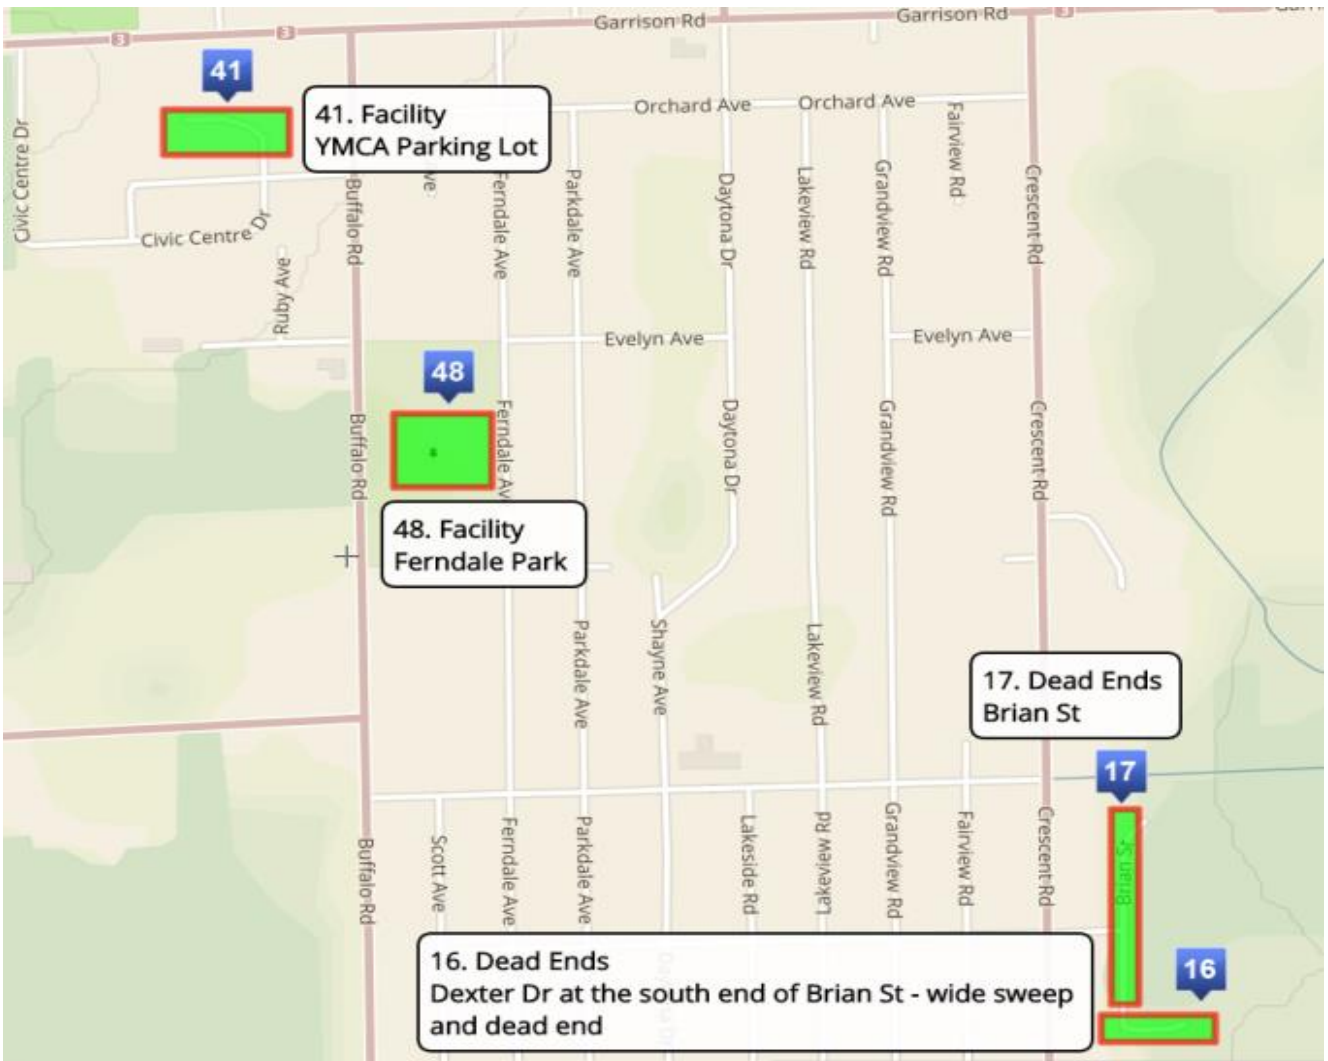 Garrison Rd
Garrison Rd
3
3
3
41
41. Facility
YMCA Parking Lot
Orchard Ave
Orchard Ave
Fairview Rd
Civic Centre Dr
Buffalo Rd
Ave
Ferndale Ave
Parkdale Ave
Daytona Dr
Lakeview Rd
Grandview Rd
Crescent Rd
Civic Centre Dr
Ruby Ave
Evelyn Ave
Evelyn Ave
48
Buffalo Rd
Ferndale Av
Daytona Dr
Grandview Rd
Crescent Rd
48. Facility
Ferndale Park
Parkdale Ave
Shayne Ave
Lakeview Rd
17. Dead Ends
Brian St
17
Buffalo Rd
Scott Ave
Ferndale Ave
Parkdale Ave
Lakeside Rd
Lakeview Rd
Grandview Rd
Fairview Rd
Crescent Rd
Brian St
16. Dead Ends
Dexter Dr at the south end of Brian St - wide sweep
and dead end
16